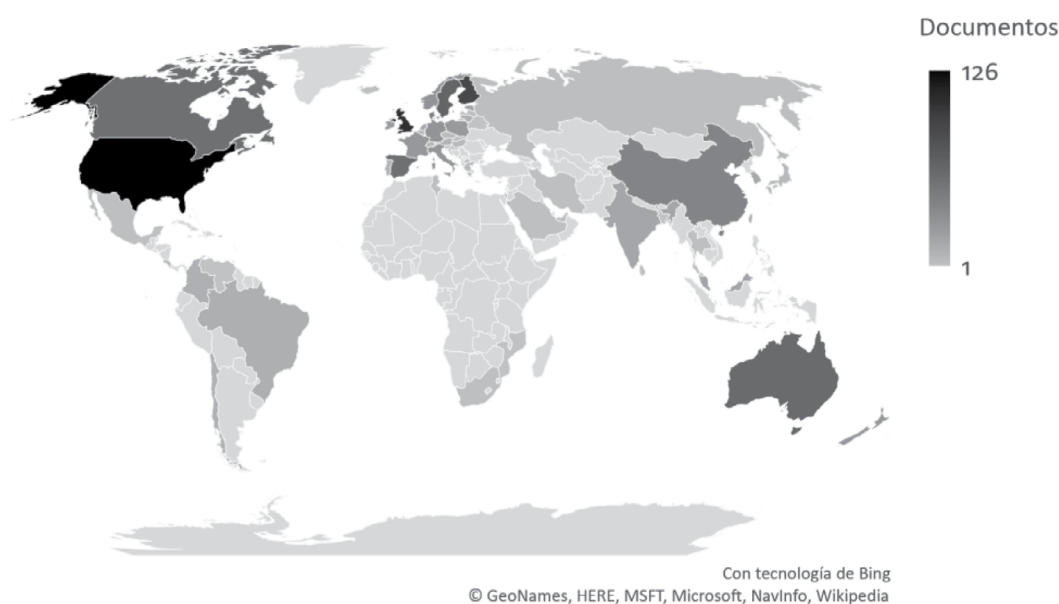 Documentos
126
1
Con tecnología de Bing
© GeoNames, HERE, MSFT, Microsoft, NavInfo, Wikipedia